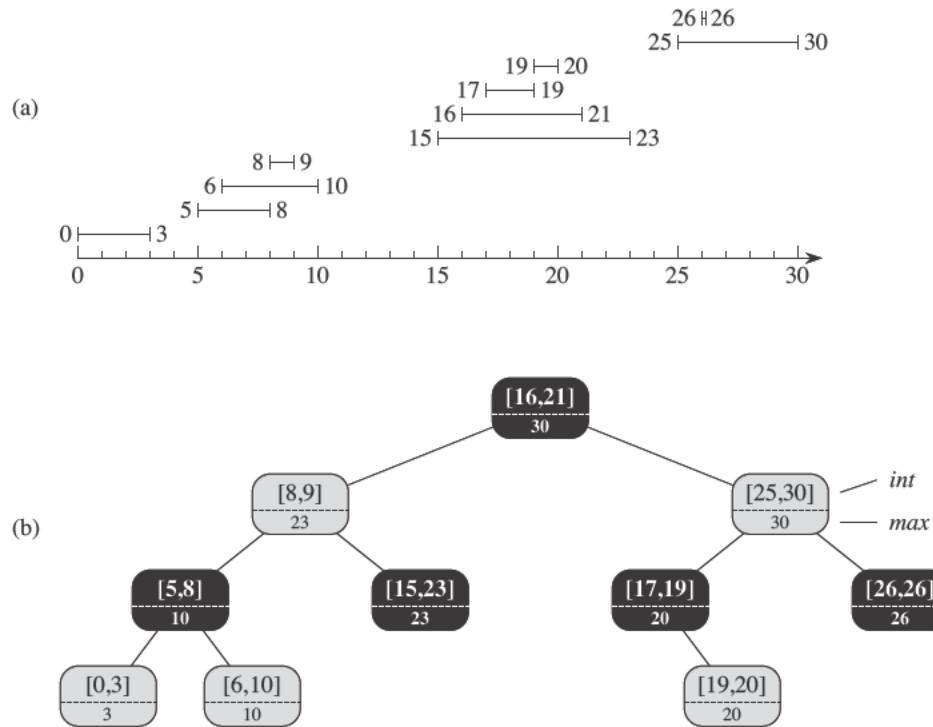 26 26
25 30
19 20
17 19
(a)
16 21
15 23
8 9
6 10
5 8
0 3
0 5 10 15 20 25 30
[16,21]
30
[8,9] [25,30] int
23 30 max
(b)
[5,8] [15,23] [17,19] [26,26]
10 23 20 26
[0,3] [6,10] [19,20]
3 10 20